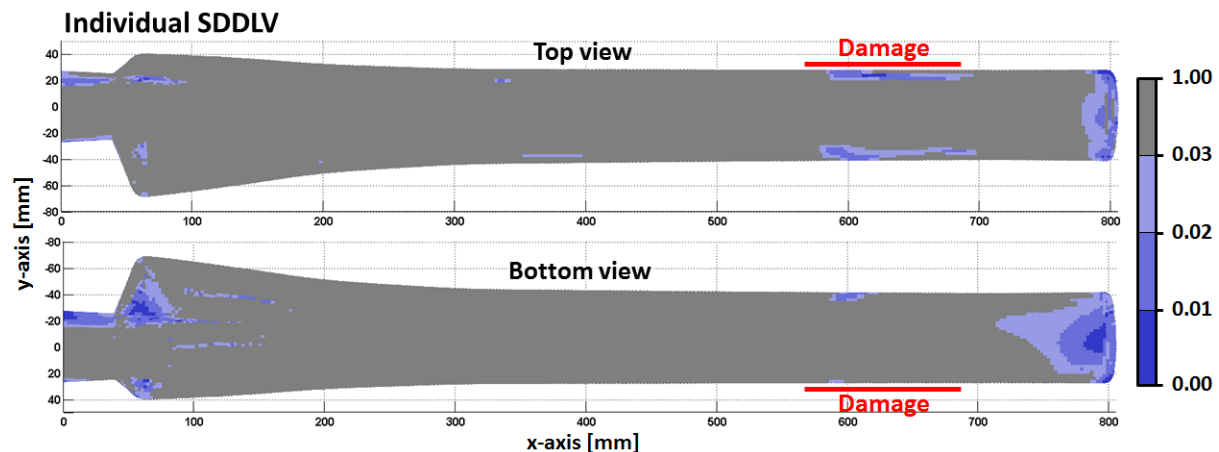 Individual SDDLV
Top view
Damage
40
20
0
-20
-40
-60
-80
0 100 200 300 400 500 600 700 800
y-axis [mm]
Bottom view
-80
-60
-40
-20
0
20
40
0 100 200 300 400 500 600 700 800
Damage
x-axis [mm]
1.00
0.03
0.02
0.01
0.00